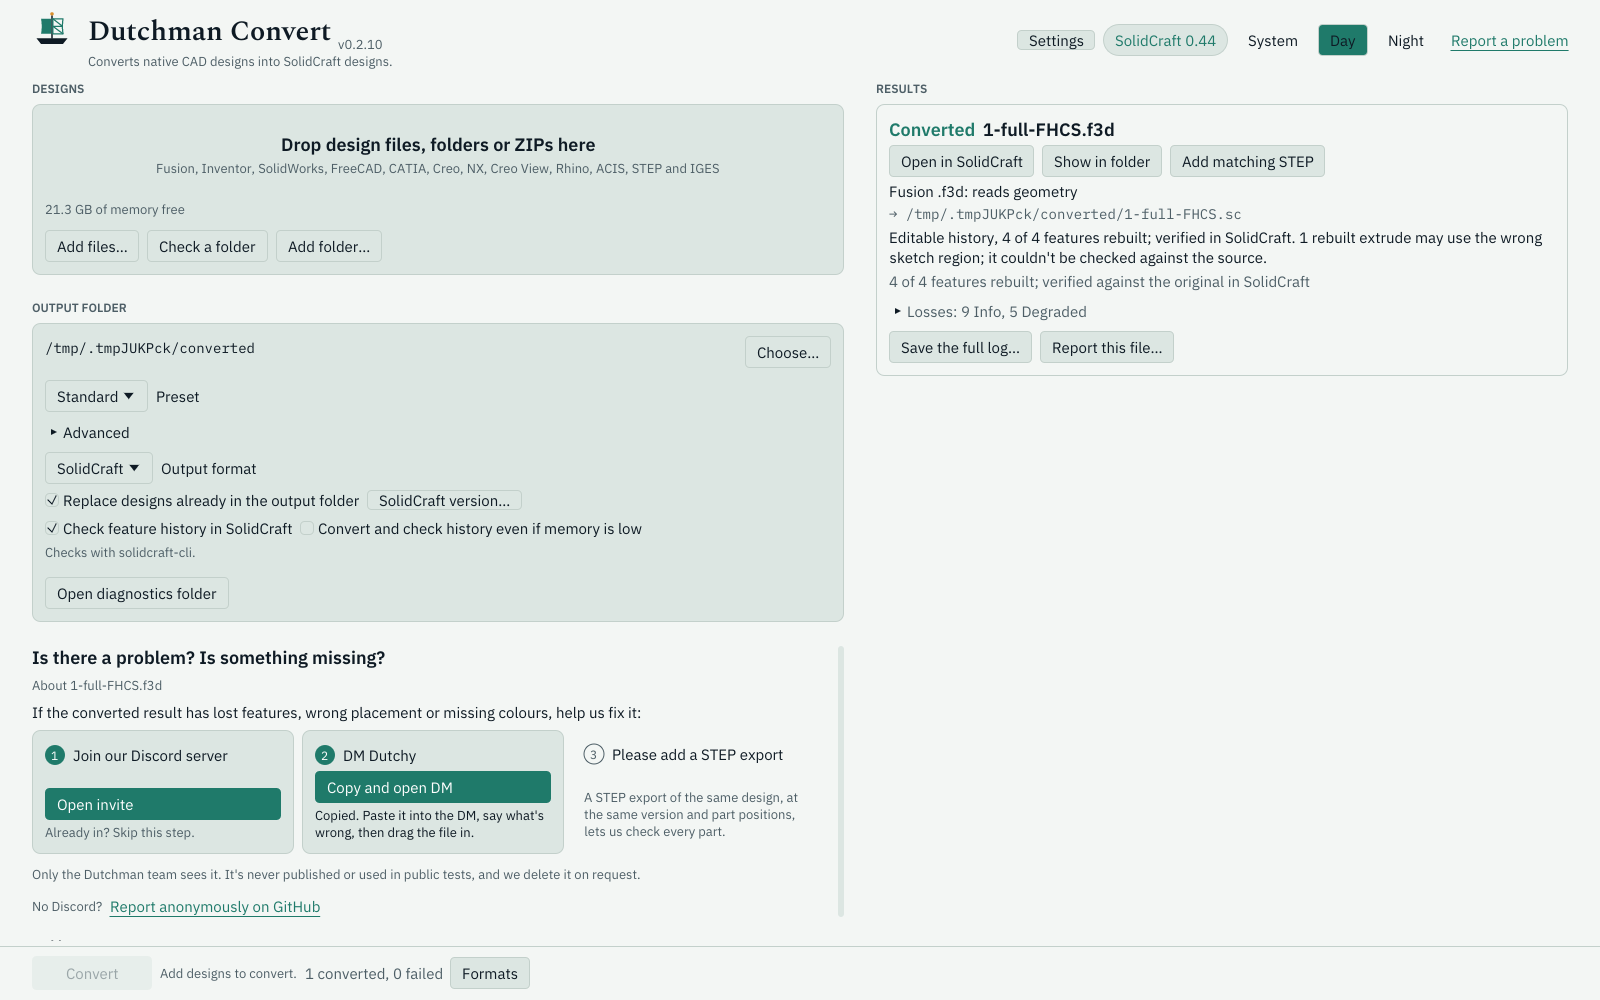 Dutchman Convert v0.2.10
Converts native CAD designs into SolidCraft designs.
Settings
SolidCraft 0.44
System
Day
Night
Report a problem
DESIGNS
Drop design files, folders or ZIPs here
Fusion, Inventor, SolidWorks, FreeCAD, CATIA, Creo, NX, Creo View, Rhino, ACIS, STEP and IGES
21.3 GB of memory free
Add files...
Check a folder
Add folder...
OUTPUT FOLDER
/tmp/.tmpJUKPck/converted
Choose...
Standard
Preset
Advanced
SolidCraft
Output format
Replace designs already in the output folder
SolidCraft version...
Check feature history in SolidCraft
Convert and check history even if memory is low
Checks with solidcraft-cli.
Open diagnostics folder
Is there a problem? Is something missing?
About 1-full-FHCS.f3d
If the converted result has lost features, wrong placement or missing colours, help us fix it:
1 Join our Discord server
Open invite
Already in? Skip this step.
2 DM Dutchy
Copy and open DM
Copied. Paste it into the DM, say what's
wrong, then drag the file in.
3 Please add a STEP export
A STEP export of the same design, at
the same version and part positions,
lets us check every part.
Only the Dutchman team sees it. It's never published or used in public tests, and we delete it on request.
No Discord? Report anonymously on GitHub
RESULTS
Converted 1-full-FHCS.f3d
Open in SolidCraft
Show in folder
Add matching STEP
Fusion .f3d: reads geometry
→ /tmp/.tmpJUKPck/converted/1-full-FHCS.sc
Editable history, 4 of 4 features rebuilt; verified in SolidCraft. 1 rebuilt extrude may use the wrong
sketch region; it couldn't be checked against the source.
4 of 4 features rebuilt; verified against the original in SolidCraft
Losses: 9 Info, 5 Degraded
Save the full log...
Report this file...
Convert
Add designs to convert.
1 converted, 0 failed
Formats